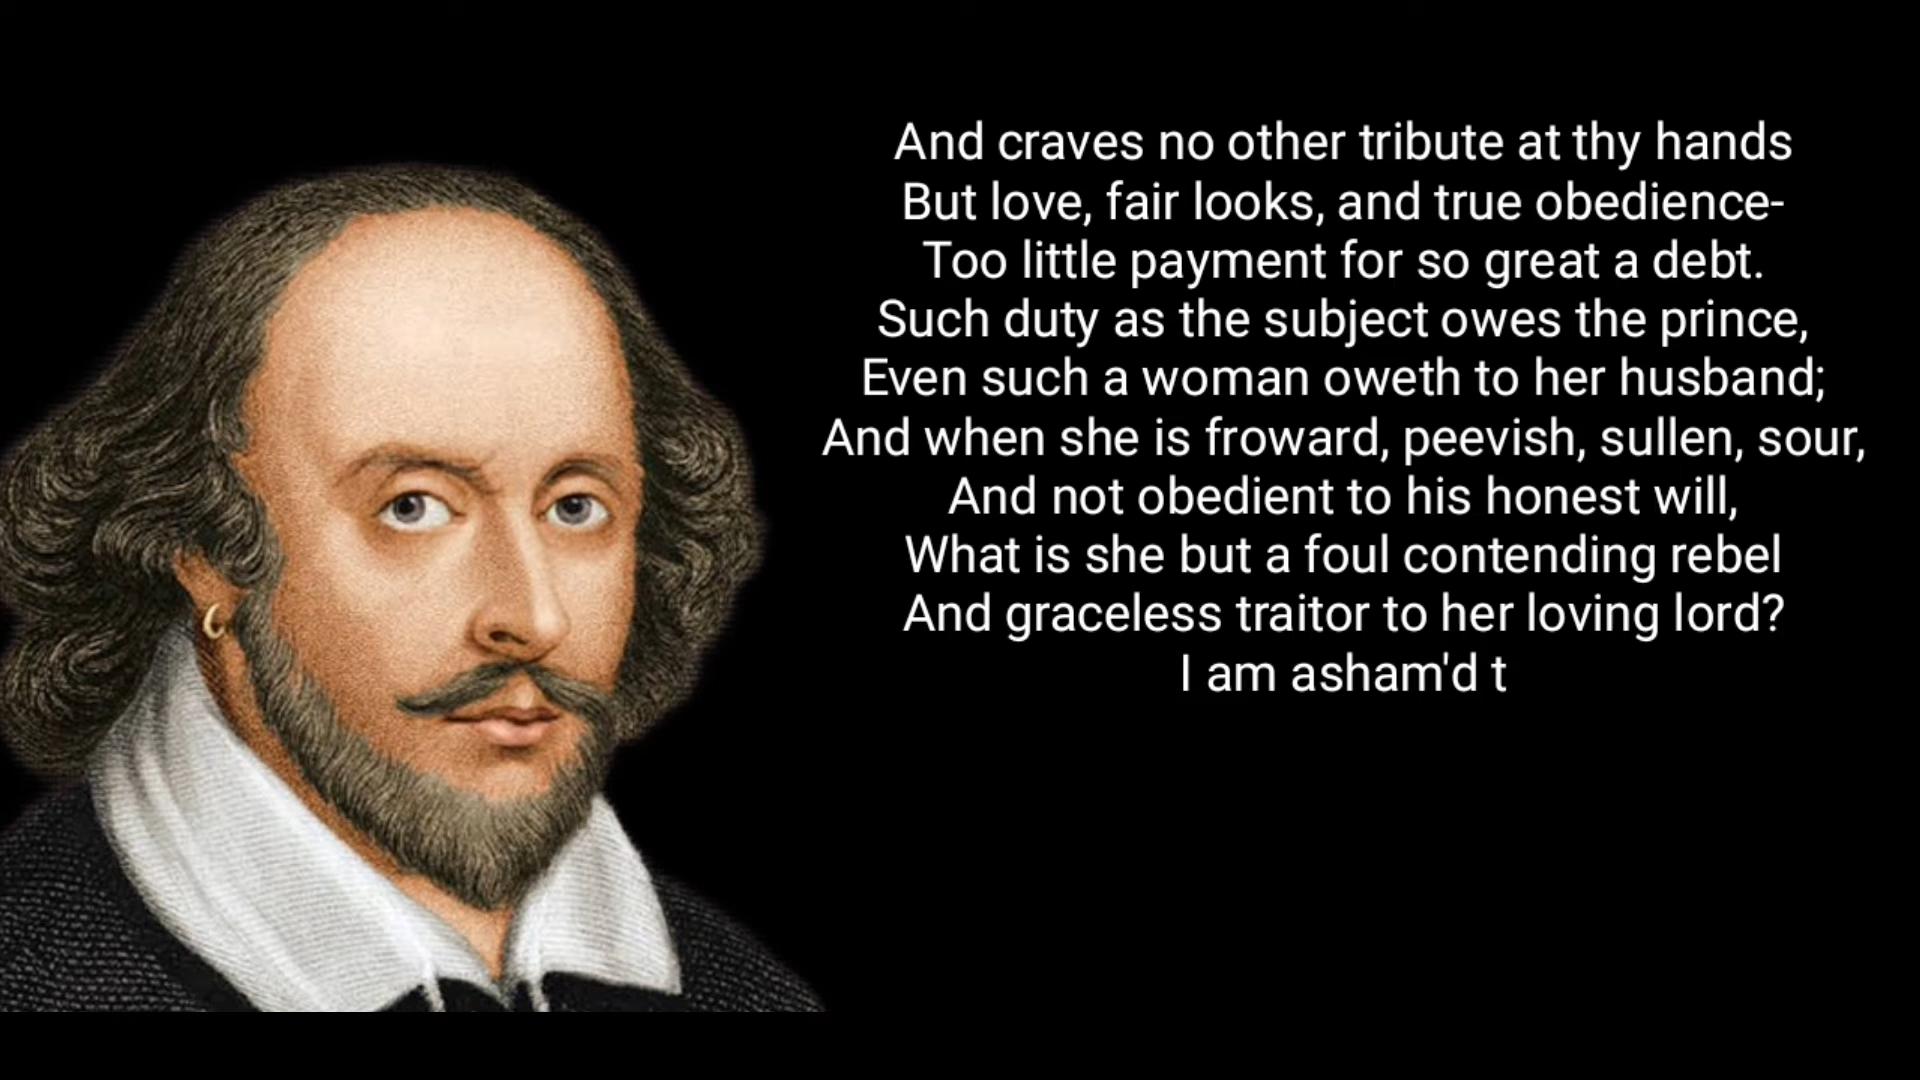 And craves no other tribute at thy hands
But love, fair looks, and true obedience-
Too little payment for so great a debt.
Such duty as the subject owes the prince,
Even such a woman oweth to her husband;
And when she is froward, peevish, sullen, sour,
And not obedient to his honest will,
What is she but a foul contending rebel
And graceless traitor to her loving lord?
I am asham'd t